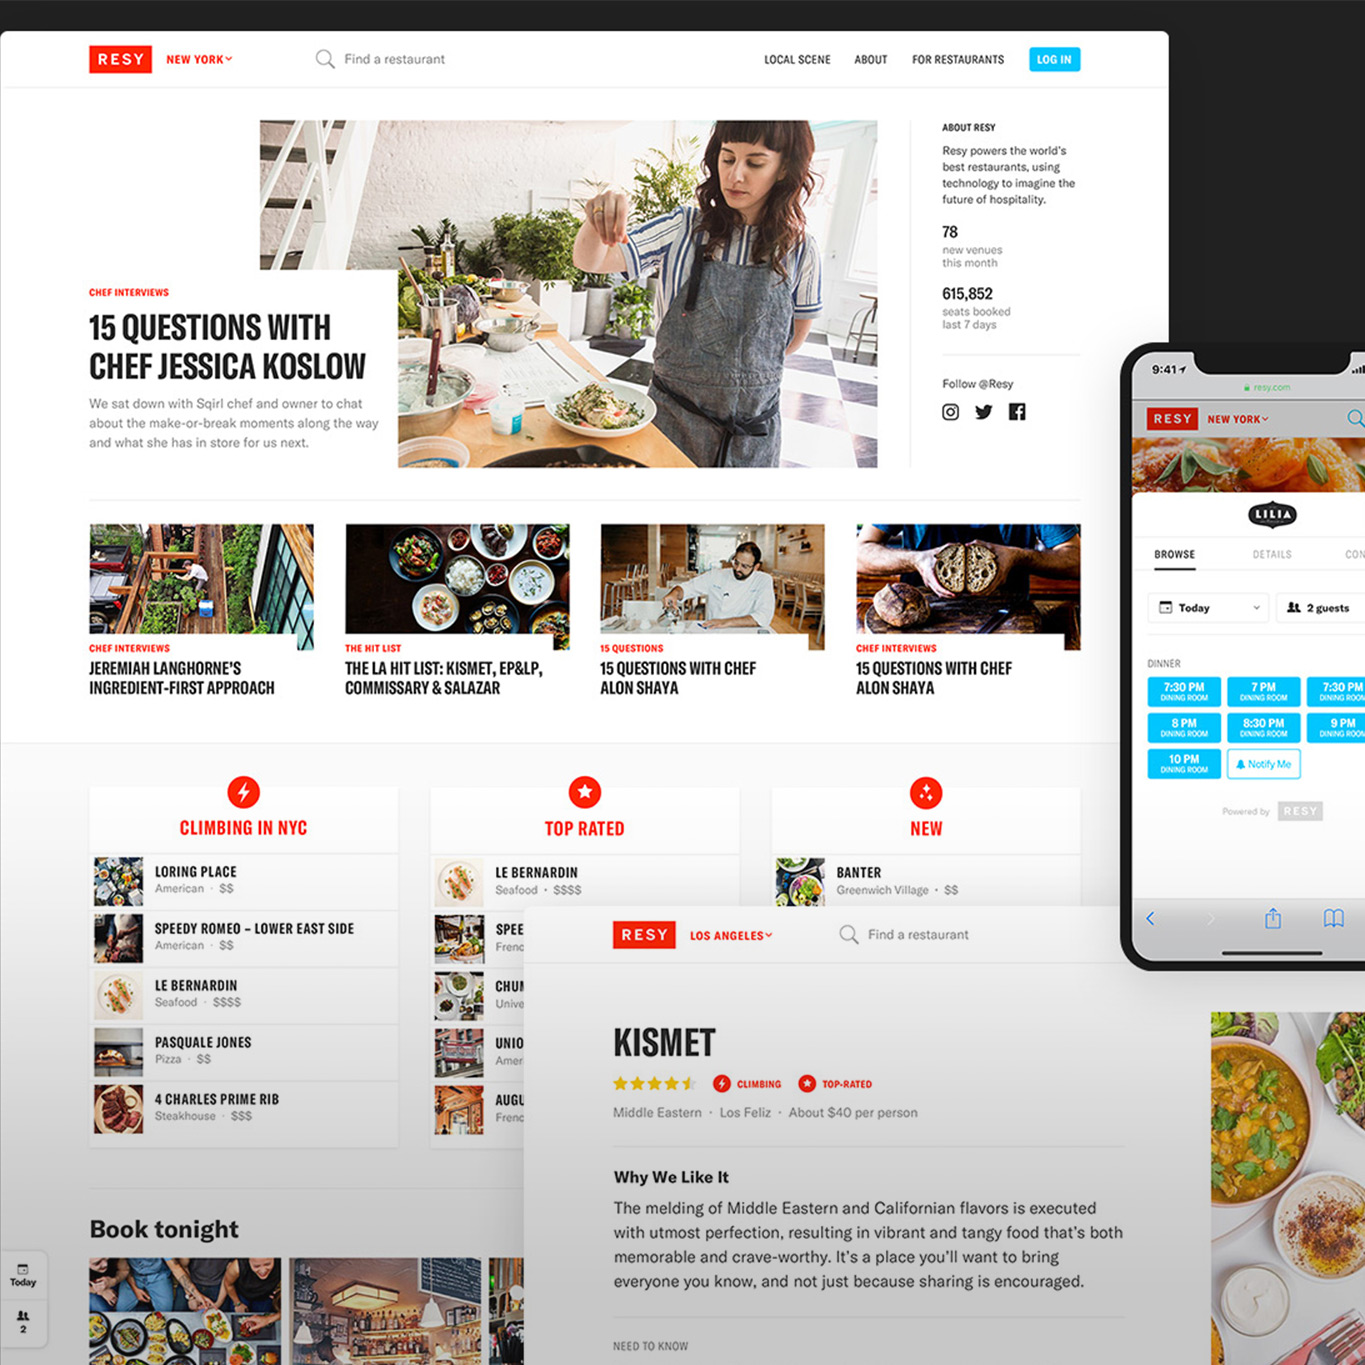 RESY
NEW YORK
Find a restaurant
LOCAL SCENE
ABOUT
FOR RESTAURANTS
LOG IN
CHEF INTERVIEWS
15 QUESTIONS WITH
CHEF JESSICA KOSLOW
We sat down with Sqirl chef and owner to chat
about the make-or-break moments along the way
and what she has in store for us next.
ABOUT RESY
Resy powers the world's
best restaurants, using
technology to imagine the
future of hospitality.
78
new venues
this month
615,852
seats booked
last 7 days
Follow @Resy
CHEF INTERVIEWS
JEREMIAH LANGHORNE'S
INGREDIENT-FIRST APPROACH
THE HIT LIST
THE LA HIT LIST: KISMET, EP&LP,
COMMISSARY & SALAZAR
15 QUESTIONS
15 QUESTIONS WITH CHEF
ALON SHAYA
CHEF INTERVIEWS
15 QUESTIONS WITH CHEF
ALON SHAYA
CLIMBING IN NYC
LORING PLACE
American · $$
SPEEDY ROMEO – LOWER EAST SIDE
American · $$
LE BERNARDIN
Seafood · $$$$
PASQUALE JONES
Pizza · $$
4 CHARLES PRIME RIB
Steakhouse · $$$
TOP RATED
LE BERNARDIN
Seafood · $$$$
SPEE
Frenc
CHUM
Unive
UNIO
Amer
AUGU
Frenc
NEW
BANTER
Greenwich Village · $$
Book tonight
Today
2
9:41
resy.com
RESY
NEW YORK
LILIA
BROWSE
DETAILS
CON
Today
2 guests
DINNER
7:30 PM
DINING ROOM
7 PM
DINING ROOM
7:30 PM
DINING ROOM
8 PM
DINING ROOM
8:30 PM
DINING ROOM
9 PM
DINING ROOM
10 PM
DINING ROOM
Notify Me
Powered by
RESY
RESY
LOS ANGELES
Find a restaurant
KISMET
CLIMBING
TOP-RATED
Middle Eastern · Los Feliz · About $40 per person
Why We Like It
The melding of Middle Eastern and Californian flavors is executed
with utmost perfection, resulting in vibrant and tangy food that's both
memorable and crave-worthy. It's a place you'll want to bring
everyone you know, and not just because sharing is encouraged.
NEED TO KNOW